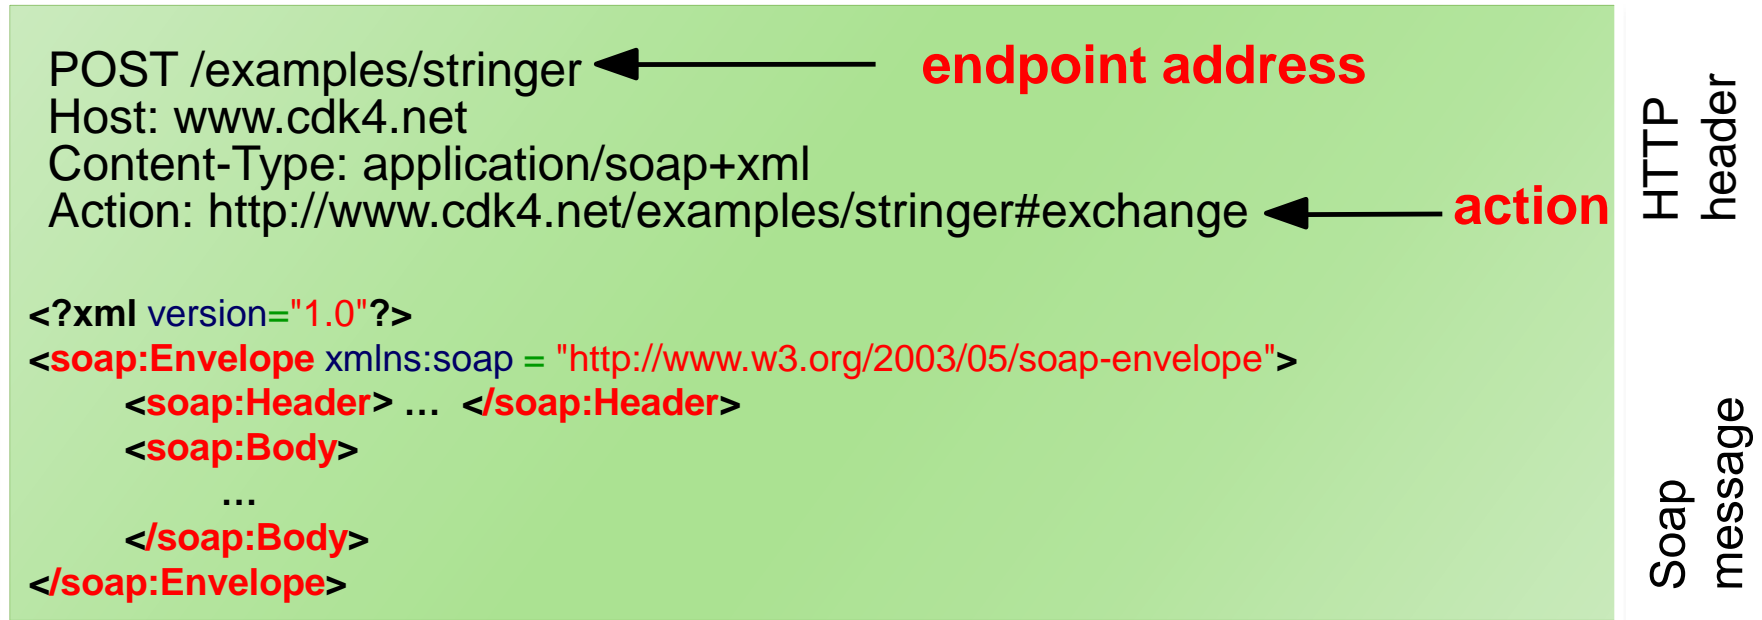 POST /examples/stringer endpoint address
Host: www.cdk4.net
Content-Type: application/soap+xml
Action: http://www.cdk4.net/examples/stringer#exchange action
HTTP
header
<?xml version="1.0"?>
<soap:Envelope xmlns:soap = "http://www.w3.org/2003/05/soap-envelope">
<soap:Header> … </soap:Header>
<soap:Body>
…
</soap:Body>
</soap:Envelope>
Soap
message